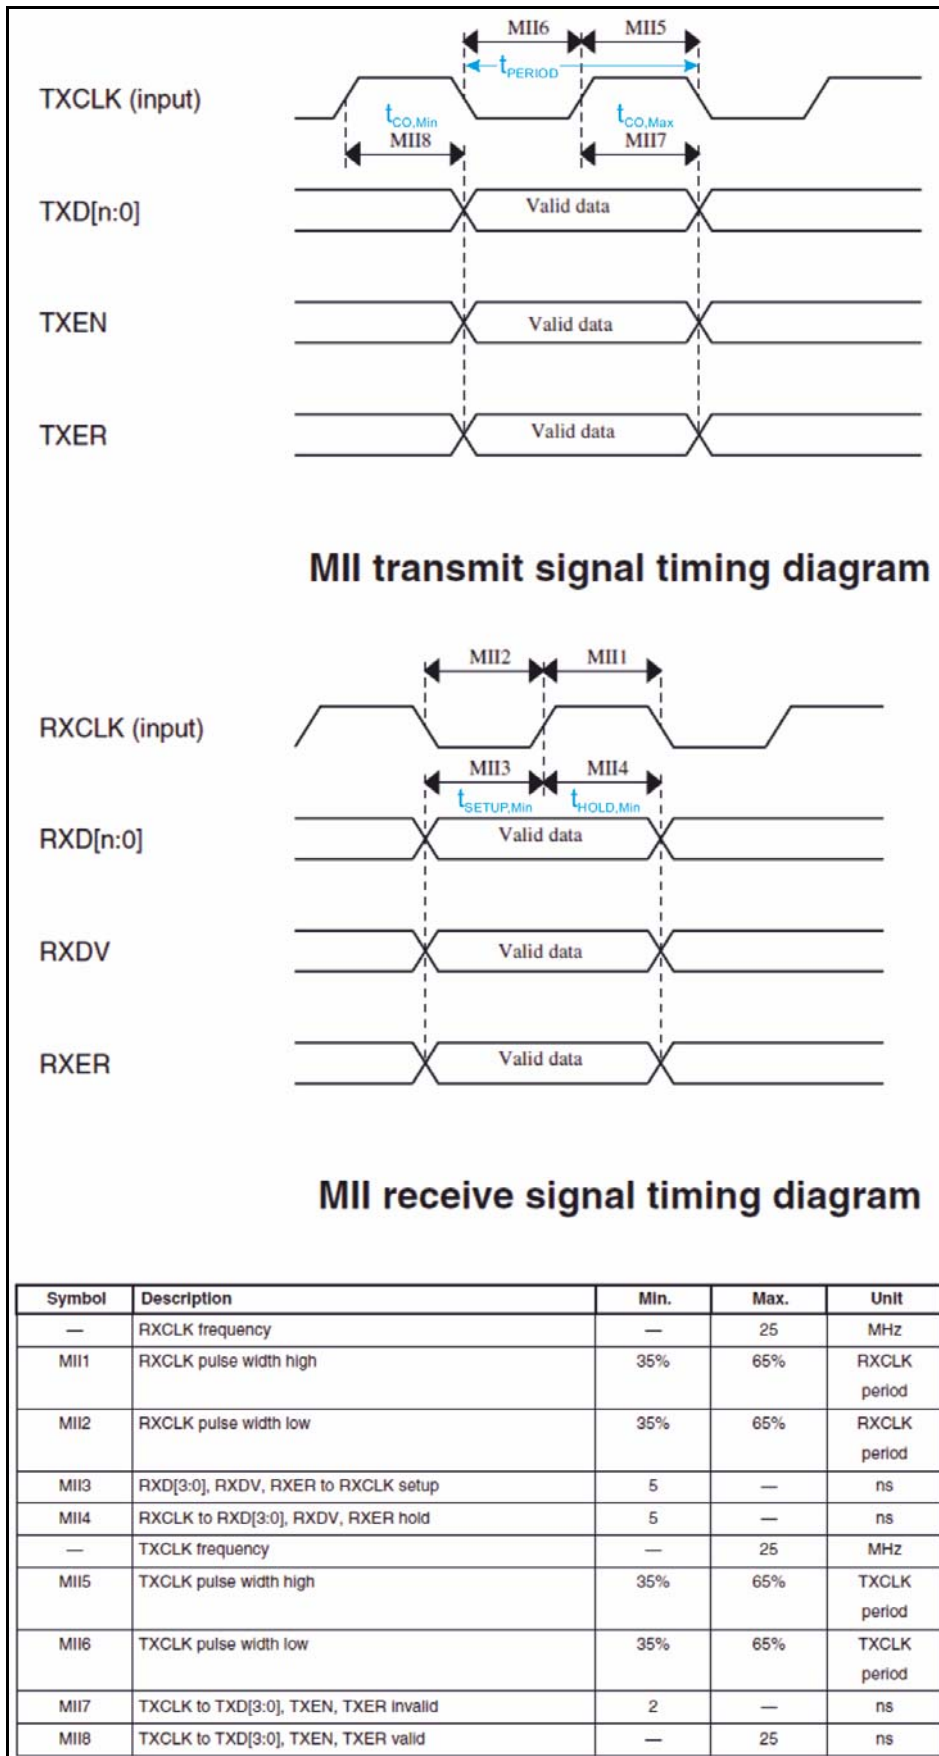 MII6 MII5
tPERIOD
TXCLK (input)
tCO,Min tCO,Max
MII8 MII7
TXD[n:0] Valid data
TXEN Valid data
TXER Valid data
MII transmit signal timing diagram
MII2 MII1
RXCLK (input)
MII3 MII4
tSETUP,Min tHOLD,Min
RXD[n:0] Valid data
RXDV Valid data
RXER Valid data
MII receive signal timing diagram
Symbol Description Min. Max. Unit
— RXCLK frequency — 25 MHz
MII1 RXCLK pulse width high 35% 65% RXCLK
period
MII2 RXCLK pulse width low 35% 65% RXCLK
period
MII3 RXD[3:0], RXDV, RXER to RXCLK setup 5 — ns
MII4 RXCLK to RXD[3:0], RXDV, RXER hold 5 — ns
— TXCLK frequency — 25 MHz
MII5 TXCLK pulse width high 35% 65% TXCLK
period
MII6 TXCLK pulse width low 35% 65% TXCLK
period
MII7 TXCLK to TXD[3:0], TXEN, TXER invalid 2 — ns
MII8 TXCLK to TXD[3:0], TXEN, TXER valid — 25 ns